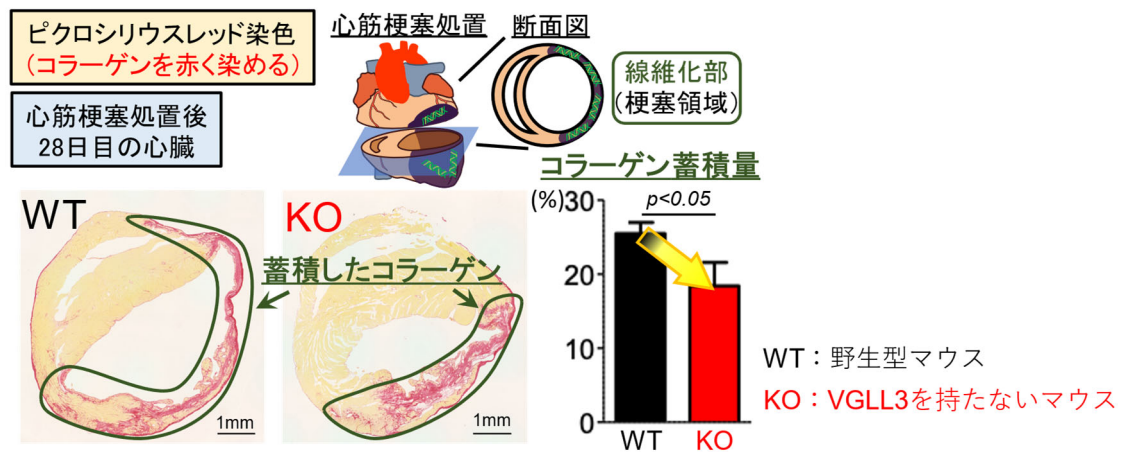 ピクロシリウスレッド染色
(コラーゲンを赤く染める)
心筋梗塞処置後
28日目の心臓
心筋梗塞処置
断面図
線維化部
(梗塞領域)
WT
KO
蓄積したコラーゲン
1mm
1mm
コラーゲン蓄積量
(%)
p<0.05
30
20
10
0
WT
KO
WT：野生型マウス
KO：VGLL3を持たないマウス